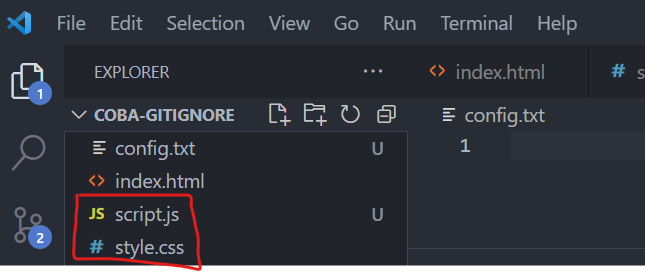 File Edit Selection View Go Run Terminal Help
EXPLORER ... <> index.html # s
1
COBA-GITIGNORE config.txt
config.txt U 1
<> index.html
JS script.js U
2 # style.css